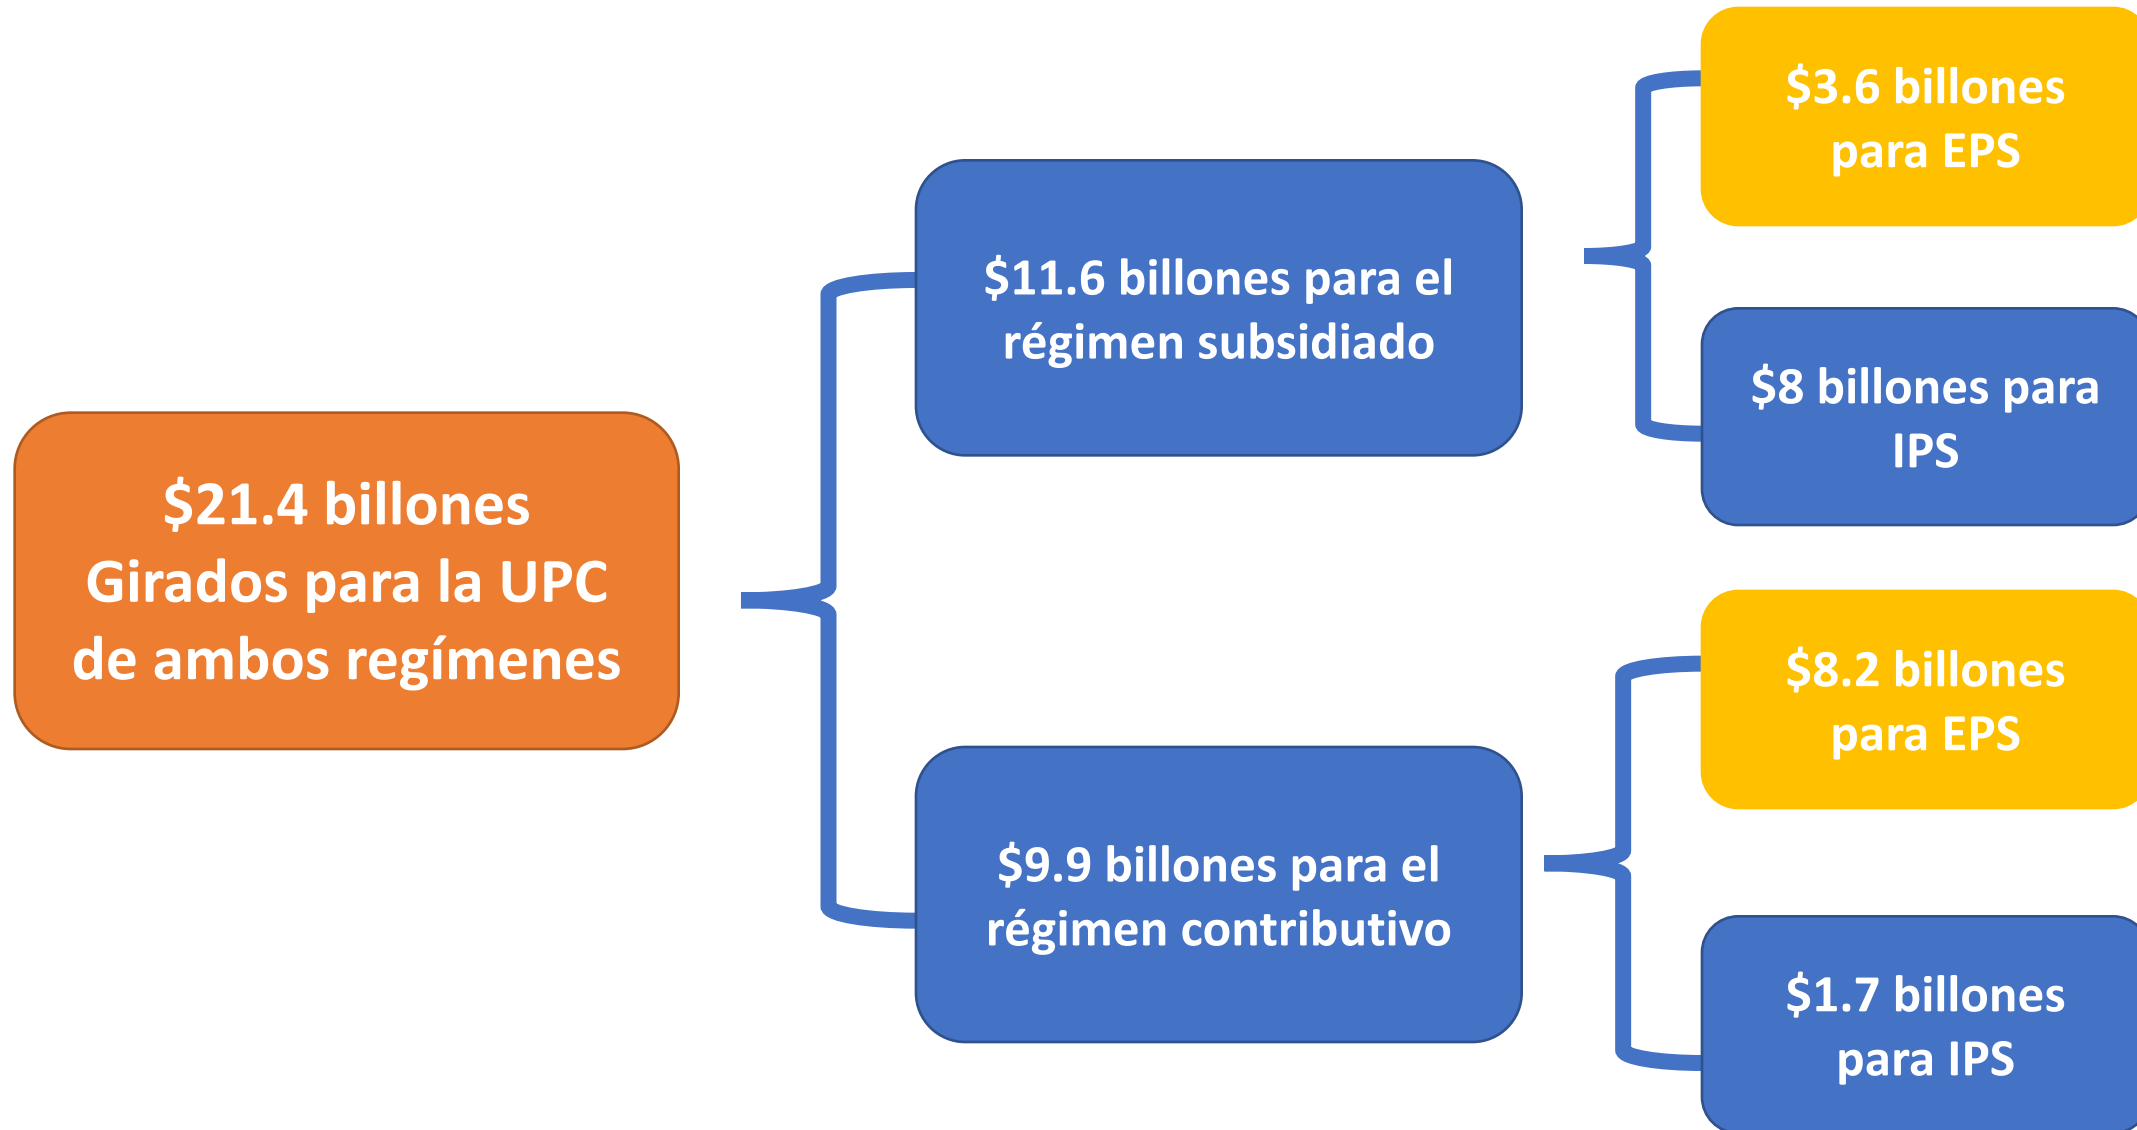 $21.4 billones
Girados para la UPC
de ambos regímenes
$11.6 billones para el
régimen subsidiado
$3.6 billones
para EPS
$8 billones para
IPS
$9.9 billones para el
régimen contributivo
$8.2 billones
para EPS
$1.7 billones
para IPS